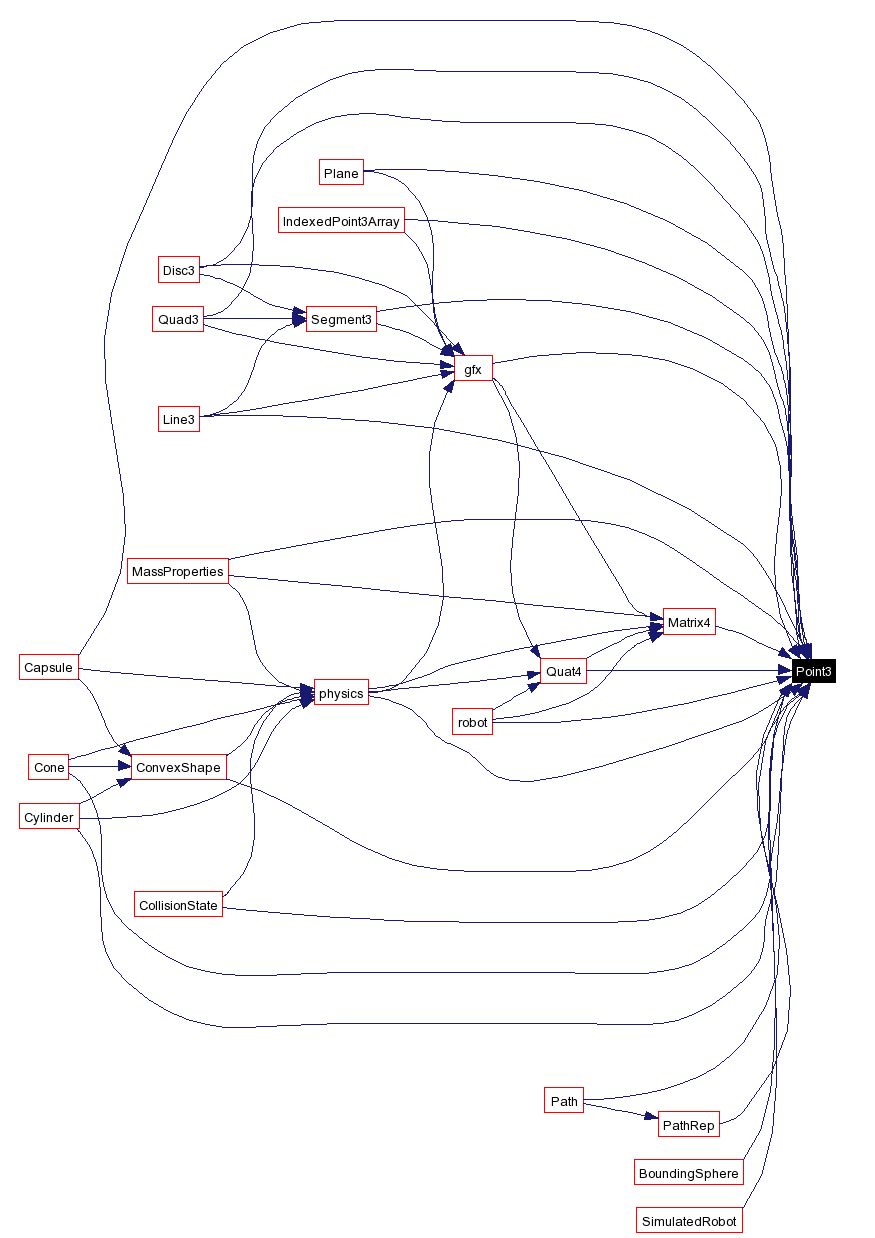 Plane
IndexedPoint3Array
Disc3
Quad3
Segment3
gfx
Line3
MassProperties
Matrix4
Capsule
Quat4
Point3
physics
robot
Cone
ConvexShape
Cylinder
CollisionState
Path
PathRep
BoundingSphere
SimulatedRobot